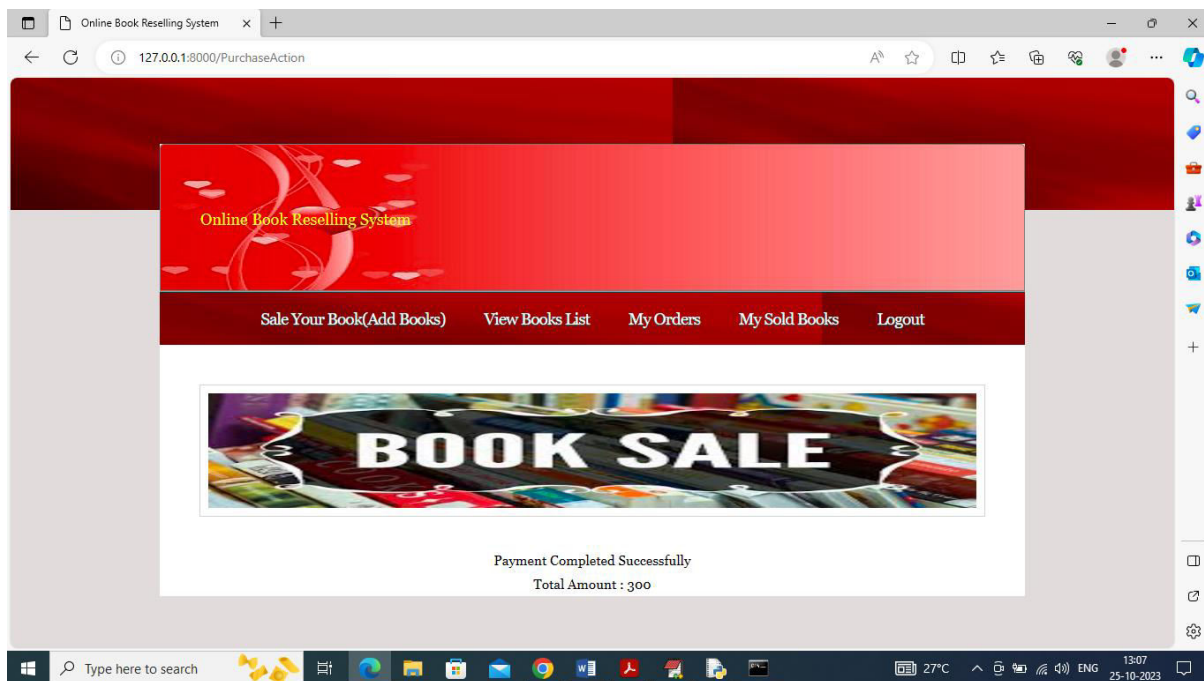 Online Book Reselling System
127.0.0.1:8000/PurchaseAction
Online Book Reselling System
Sale Your Book(Add Books) View Books List My Orders My Sold Books Logout
BOOK SALE
Payment Completed Successfully
Total Amount : 300
Type here to search 27°C ENG 13:07
25-10-2023